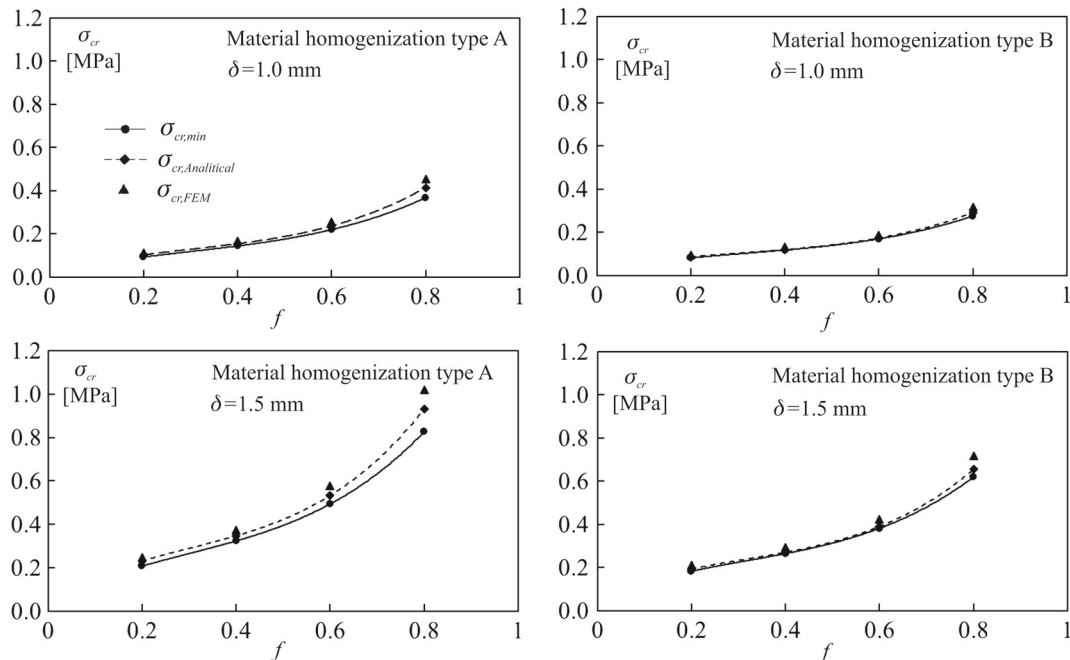 1.2
1.0
0.8
0.6
0.4
0.2
0.0
σcr
[MPa]
Material homogenization type A
δ=1.0 mm
σcr,min
σcr,Analitical
σcr,FEM
0 0.2 0.4 0.6 0.8 1
f
1.2
1.0
0.8
0.6
0.4
0.2
0.0
σcr
[MPa]
Material homogenization type B
δ=1.0 mm
0 0.2 0.4 0.6 0.8 1
f
1.2
1.0
0.8
0.6
0.4
0.2
0.0
σcr
[MPa]
Material homogenization type A
δ=1.5 mm
0 0.2 0.4 0.6 0.8 1
f
1.2
1.0
0.8
0.6
0.4
0.2
0.0
σcr
[MPa]
Material homogenization type B
δ=1.5 mm
0 0.2 0.4 0.6 0.8 1
f